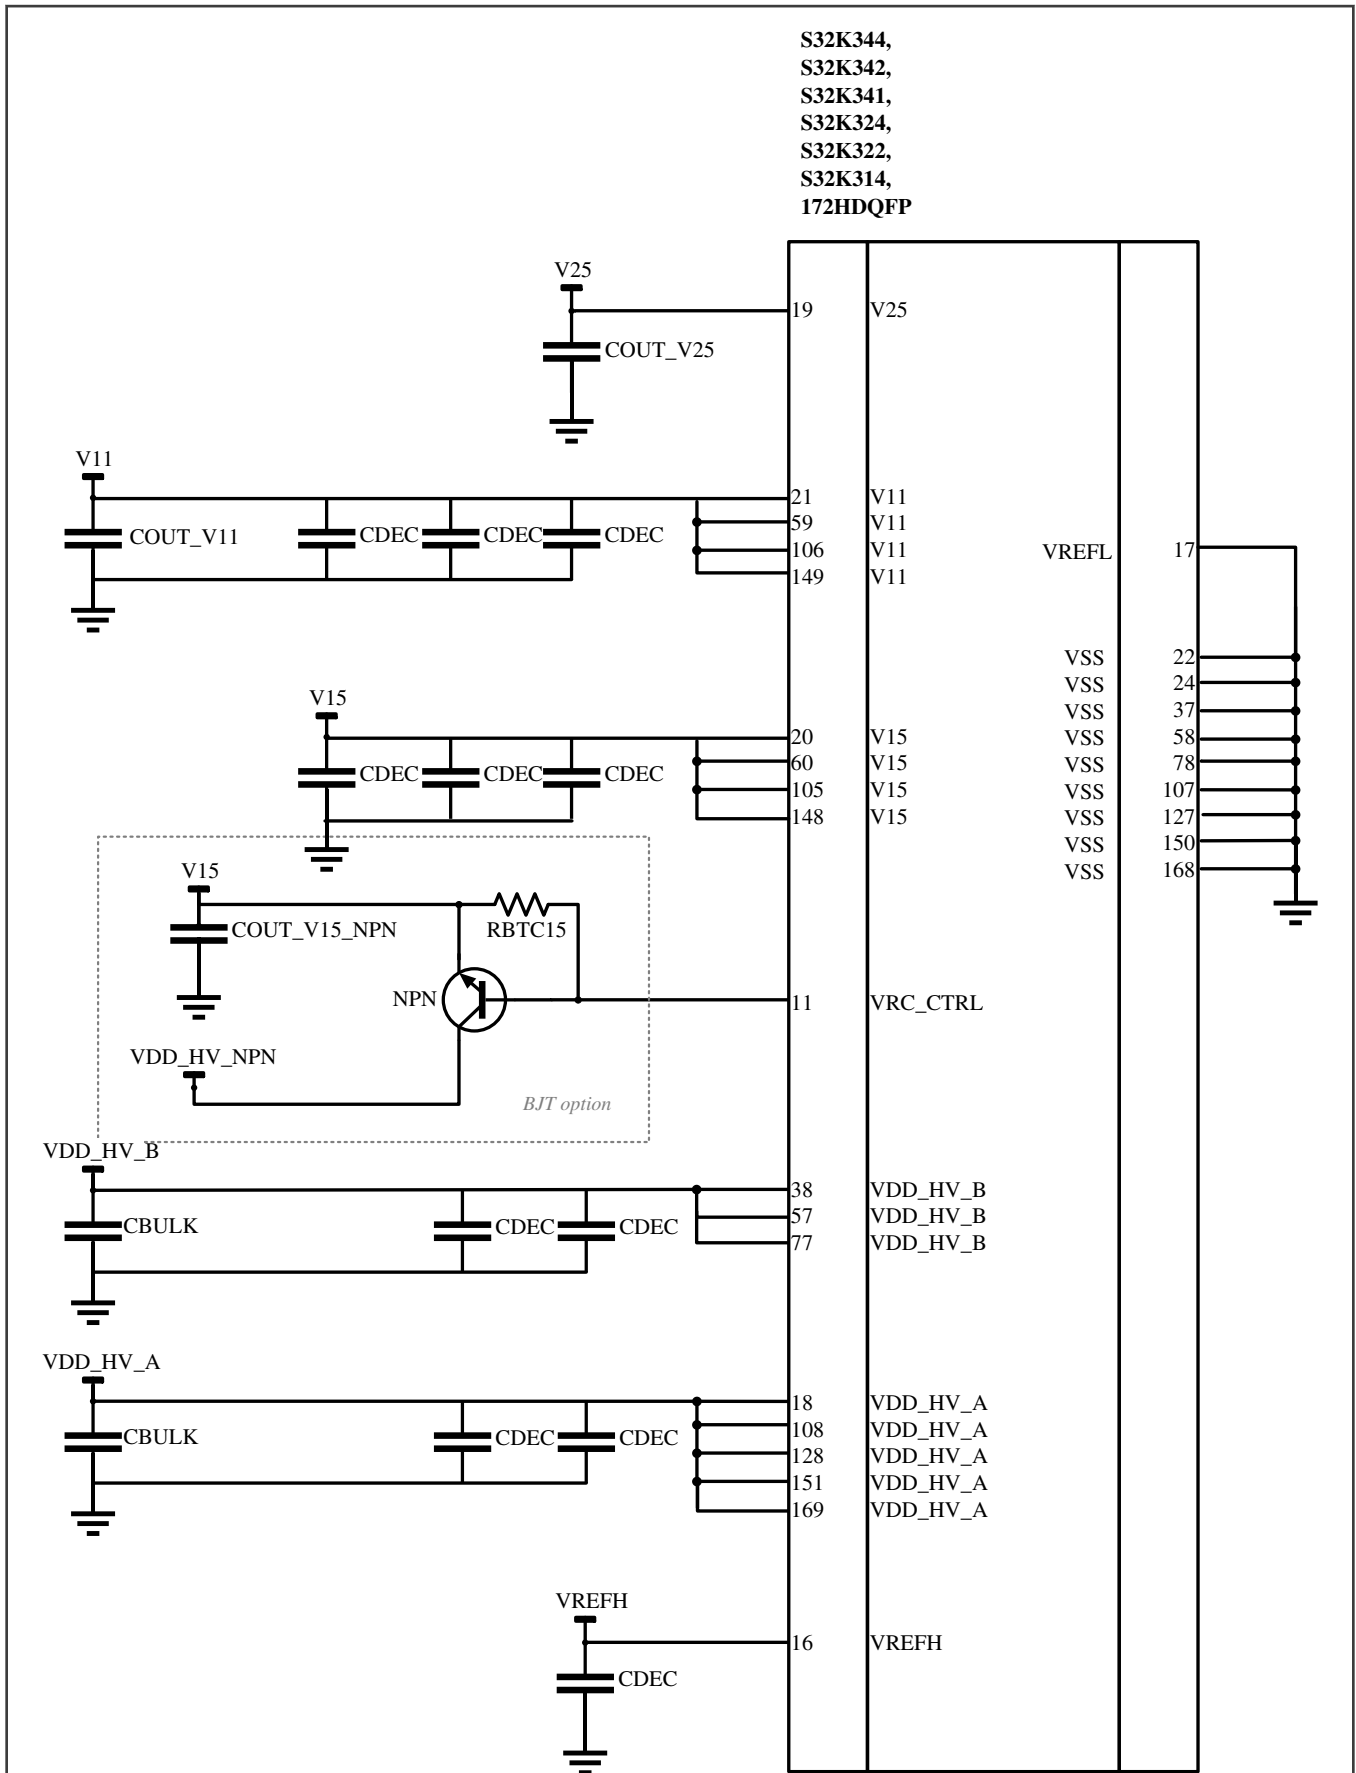 S32K344,
S32K342,
S32K341,
S32K324,
S32K322,
S32K314,
172HDQFP
V25
19 V25
COUT_V25
V11
21 V11
COUT_V11 CDEC CDEC CDEC
59 V11
106 V11
149 V11
VREFL 17
VSS 22
VSS 24
VSS 37
VSS 58
VSS 78
VSS 107
VSS 127
VSS 150
VSS 168
V15
20 V15
CDEC CDEC CDEC
60 V15
105 V15
148 V15
V15
COUT_V15_NPN
RBTC15
NPN
11 VRC_CTRL
VDD_HV_NPN
BJT option
VDD_HV_B
38 VDD_HV_B
57 VDD_HV_B
77 VDD_HV_B
CBULK CDEC CDEC
VDD_HV_A
18 VDD_HV_A
108 VDD_HV_A
128 VDD_HV_A
151 VDD_HV_A
169 VDD_HV_A
CBULK CDEC CDEC
VREFH
16 VREFH
CDEC